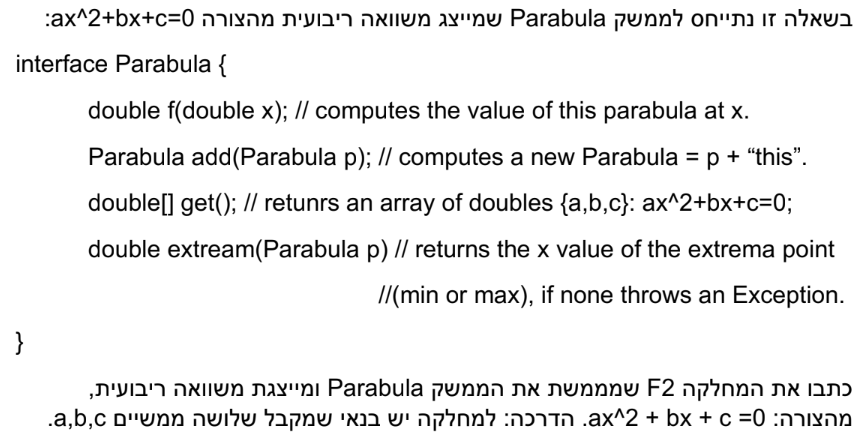 בשאלה זו נתייחס לממשק Parabula שמייצג משוואה ריבועית מהצורה ax^2+bx+c=0:
interface Parabula {
double f(double x); // computes the value of this parabula at x.
Parabula add(Parabula p); // computes a new Parabula = p + “this”.
double[] get(); // retunrs an array of doubles {a,b,c}: ax^2+bx+c=0;
double extream(Parabula p) // returns the x value of the extrema point
//(min or max), if none throws an Exception.
}
כתבו את המחלקה F2 שמממשת את הממשק Parabula ומייצגת משוואה ריבועית,
מהצורה: ax^2 + bx + c =0. הדרכה: למחלקה יש בנאי שמקבל שלושה ממשיים a,b,c.